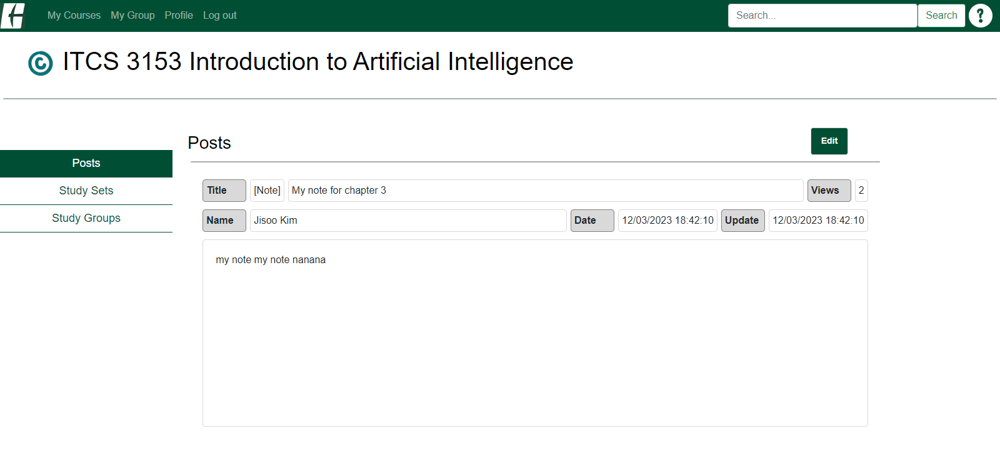 My Courses My Group Profile Log out Search... Search ?
© ITCS 3153 Introduction to Artificial Intelligence
Posts Edit
Posts
Study Sets
Study Groups
Title [Note] My note for chapter 3 Views 2
Name Jisoo Kim Date 12/03/2023 18:42:10 Update 12/03/2023 18:42:10
my note my note nanana